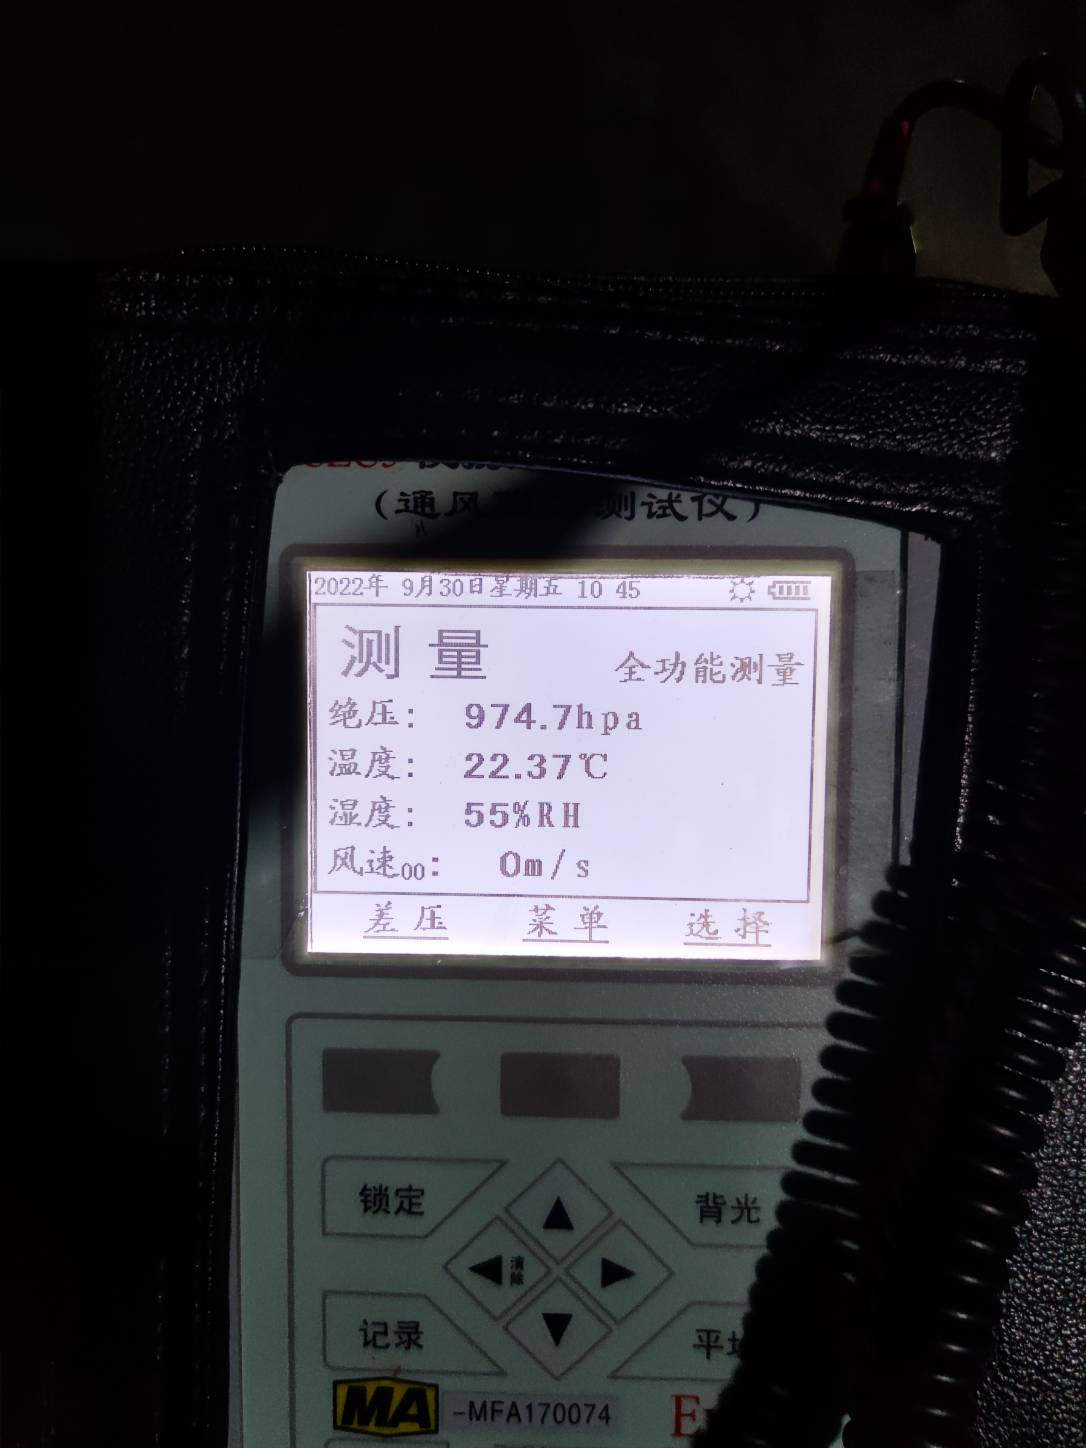 （通风 测试仪）
2022年 9月30日星期五 10 45
测 量
全功能测量
绝压: 974.7hpa
温度: 22.37℃
湿度: 55%RH
风速00: 0m/s
差 压 菜 单 选 择
锁定
背光
清除
记录
平
MA -MFA170074 E